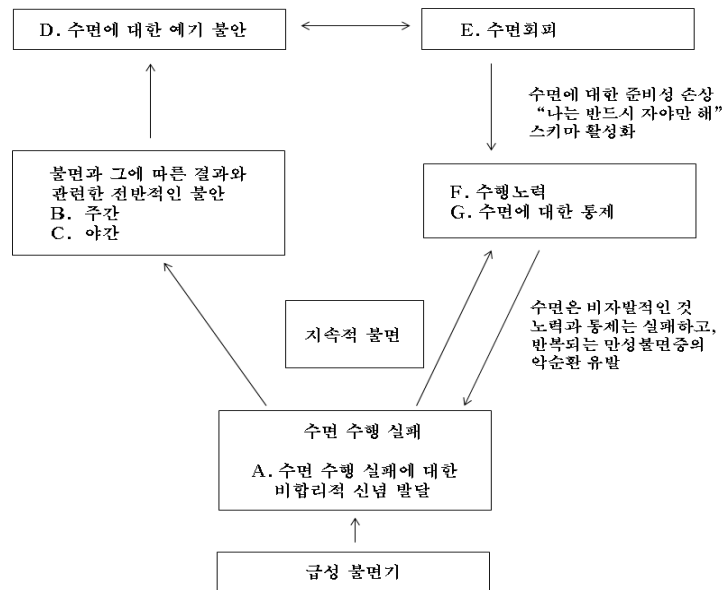 D. 수면에 대한 예기 불안
E. 수면회피
수면에 대한 준비성 손상
“나는 반드시 자야만 해”
스키마 활성화
불면과 그에 따른 결과와
관련한 전반적인 불안
B. 주간
C. 야간
F. 수행노력
G. 수면에 대한 통제
지속적 불면
수면은 비자발적인 것
노력과 통제는 실패하고,
반복되는 만성불면증의
악순환 유발
수면 수행 실패
A. 수면 수행 실패에 대한
비합리적 신념 발달
급성 불면기